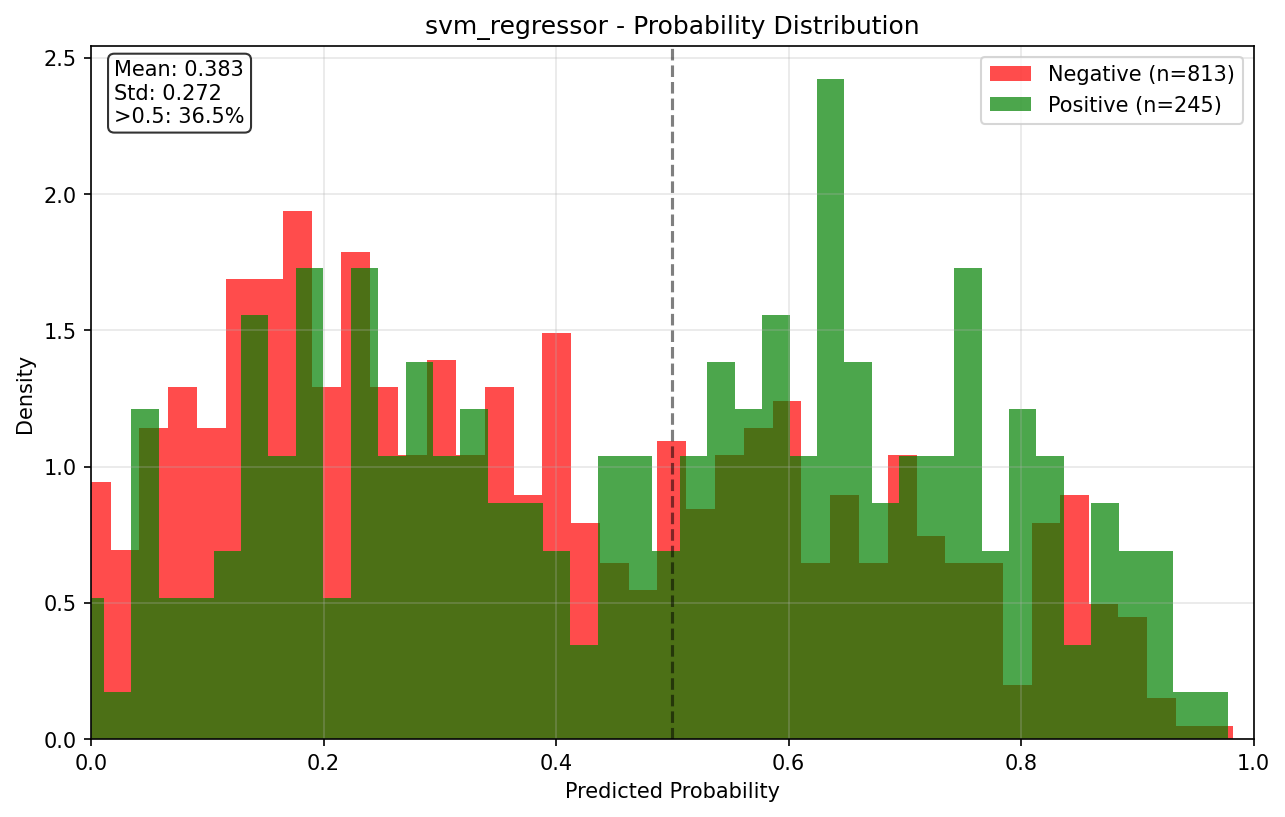 svm_regressor - Probability Distribution
Mean: 0.383
Std: 0.272
>0.5: 36.5%
Negative (n=813)
Positive (n=245)
Density
2.5
2.0
1.5
1.0
0.5
0.0
0.0 0.2 0.4 0.6 0.8 1.0
Predicted Probability